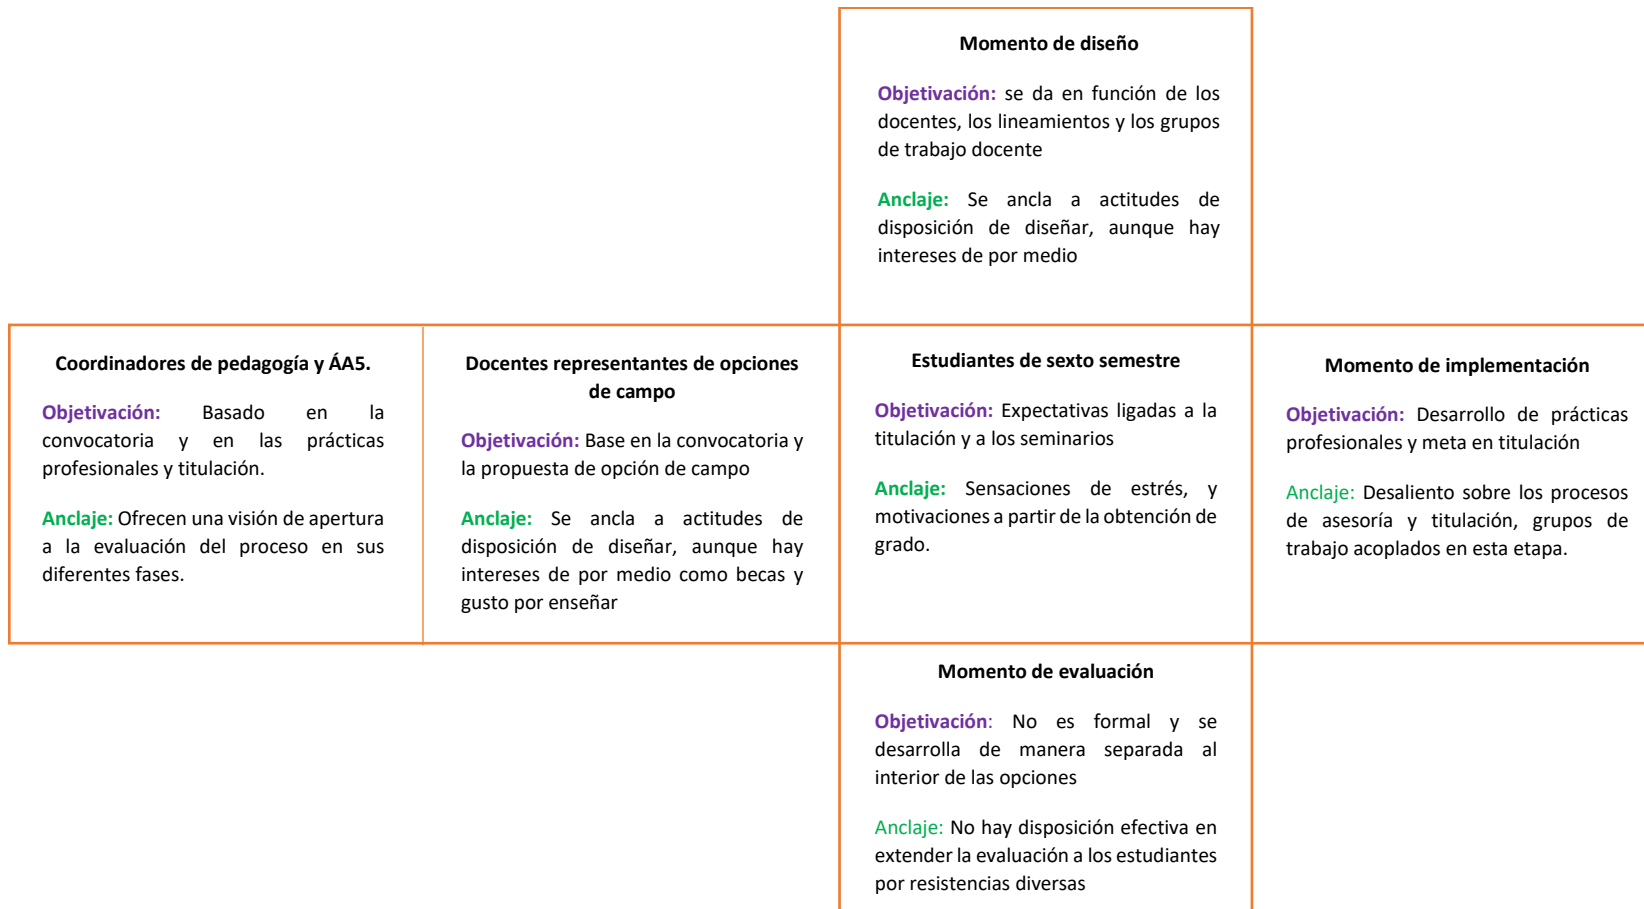 Momento de diseño
Objetivación: se da en función de los
docentes, los lineamientos y los grupos
de trabajo docente
Anclaje: Se ancla a actitudes de
disposición de diseñar, aunque hay
intereses de por medio
Coordinadores de pedagogía y ÁA5.
Objetivación: Basado en la
convocatoria y en las prácticas
profesionales y titulación.
Anclaje: Ofrecen una visión de apertura
a la evaluación del proceso en sus
diferentes fases.
Docentes representantes de opciones
de campo
Objetivación: Base en la convocatoria y
la propuesta de opción de campo
Anclaje: Se ancla a actitudes de
disposición de diseñar, aunque hay
intereses de por medio como becas y
gusto por enseñar
Estudiantes de sexto semestre
Objetivación: Expectativas ligadas a la
titulación y a los seminarios
Anclaje: Sensaciones de estrés, y
motivaciones a partir de la obtención de
grado.
Momento de implementación
Objetivación: Desarrollo de prácticas
profesionales y meta en titulación
Anclaje: Desaliento sobre los procesos
de asesoría y titulación, grupos de
trabajo acoplados en esta etapa.
Momento de evaluación
Objetivación: No es formal y se
desarrolla de manera separada al
interior de las opciones
Anclaje: No hay disposición efectiva en
extender la evaluación a los estudiantes
por resistencias diversas